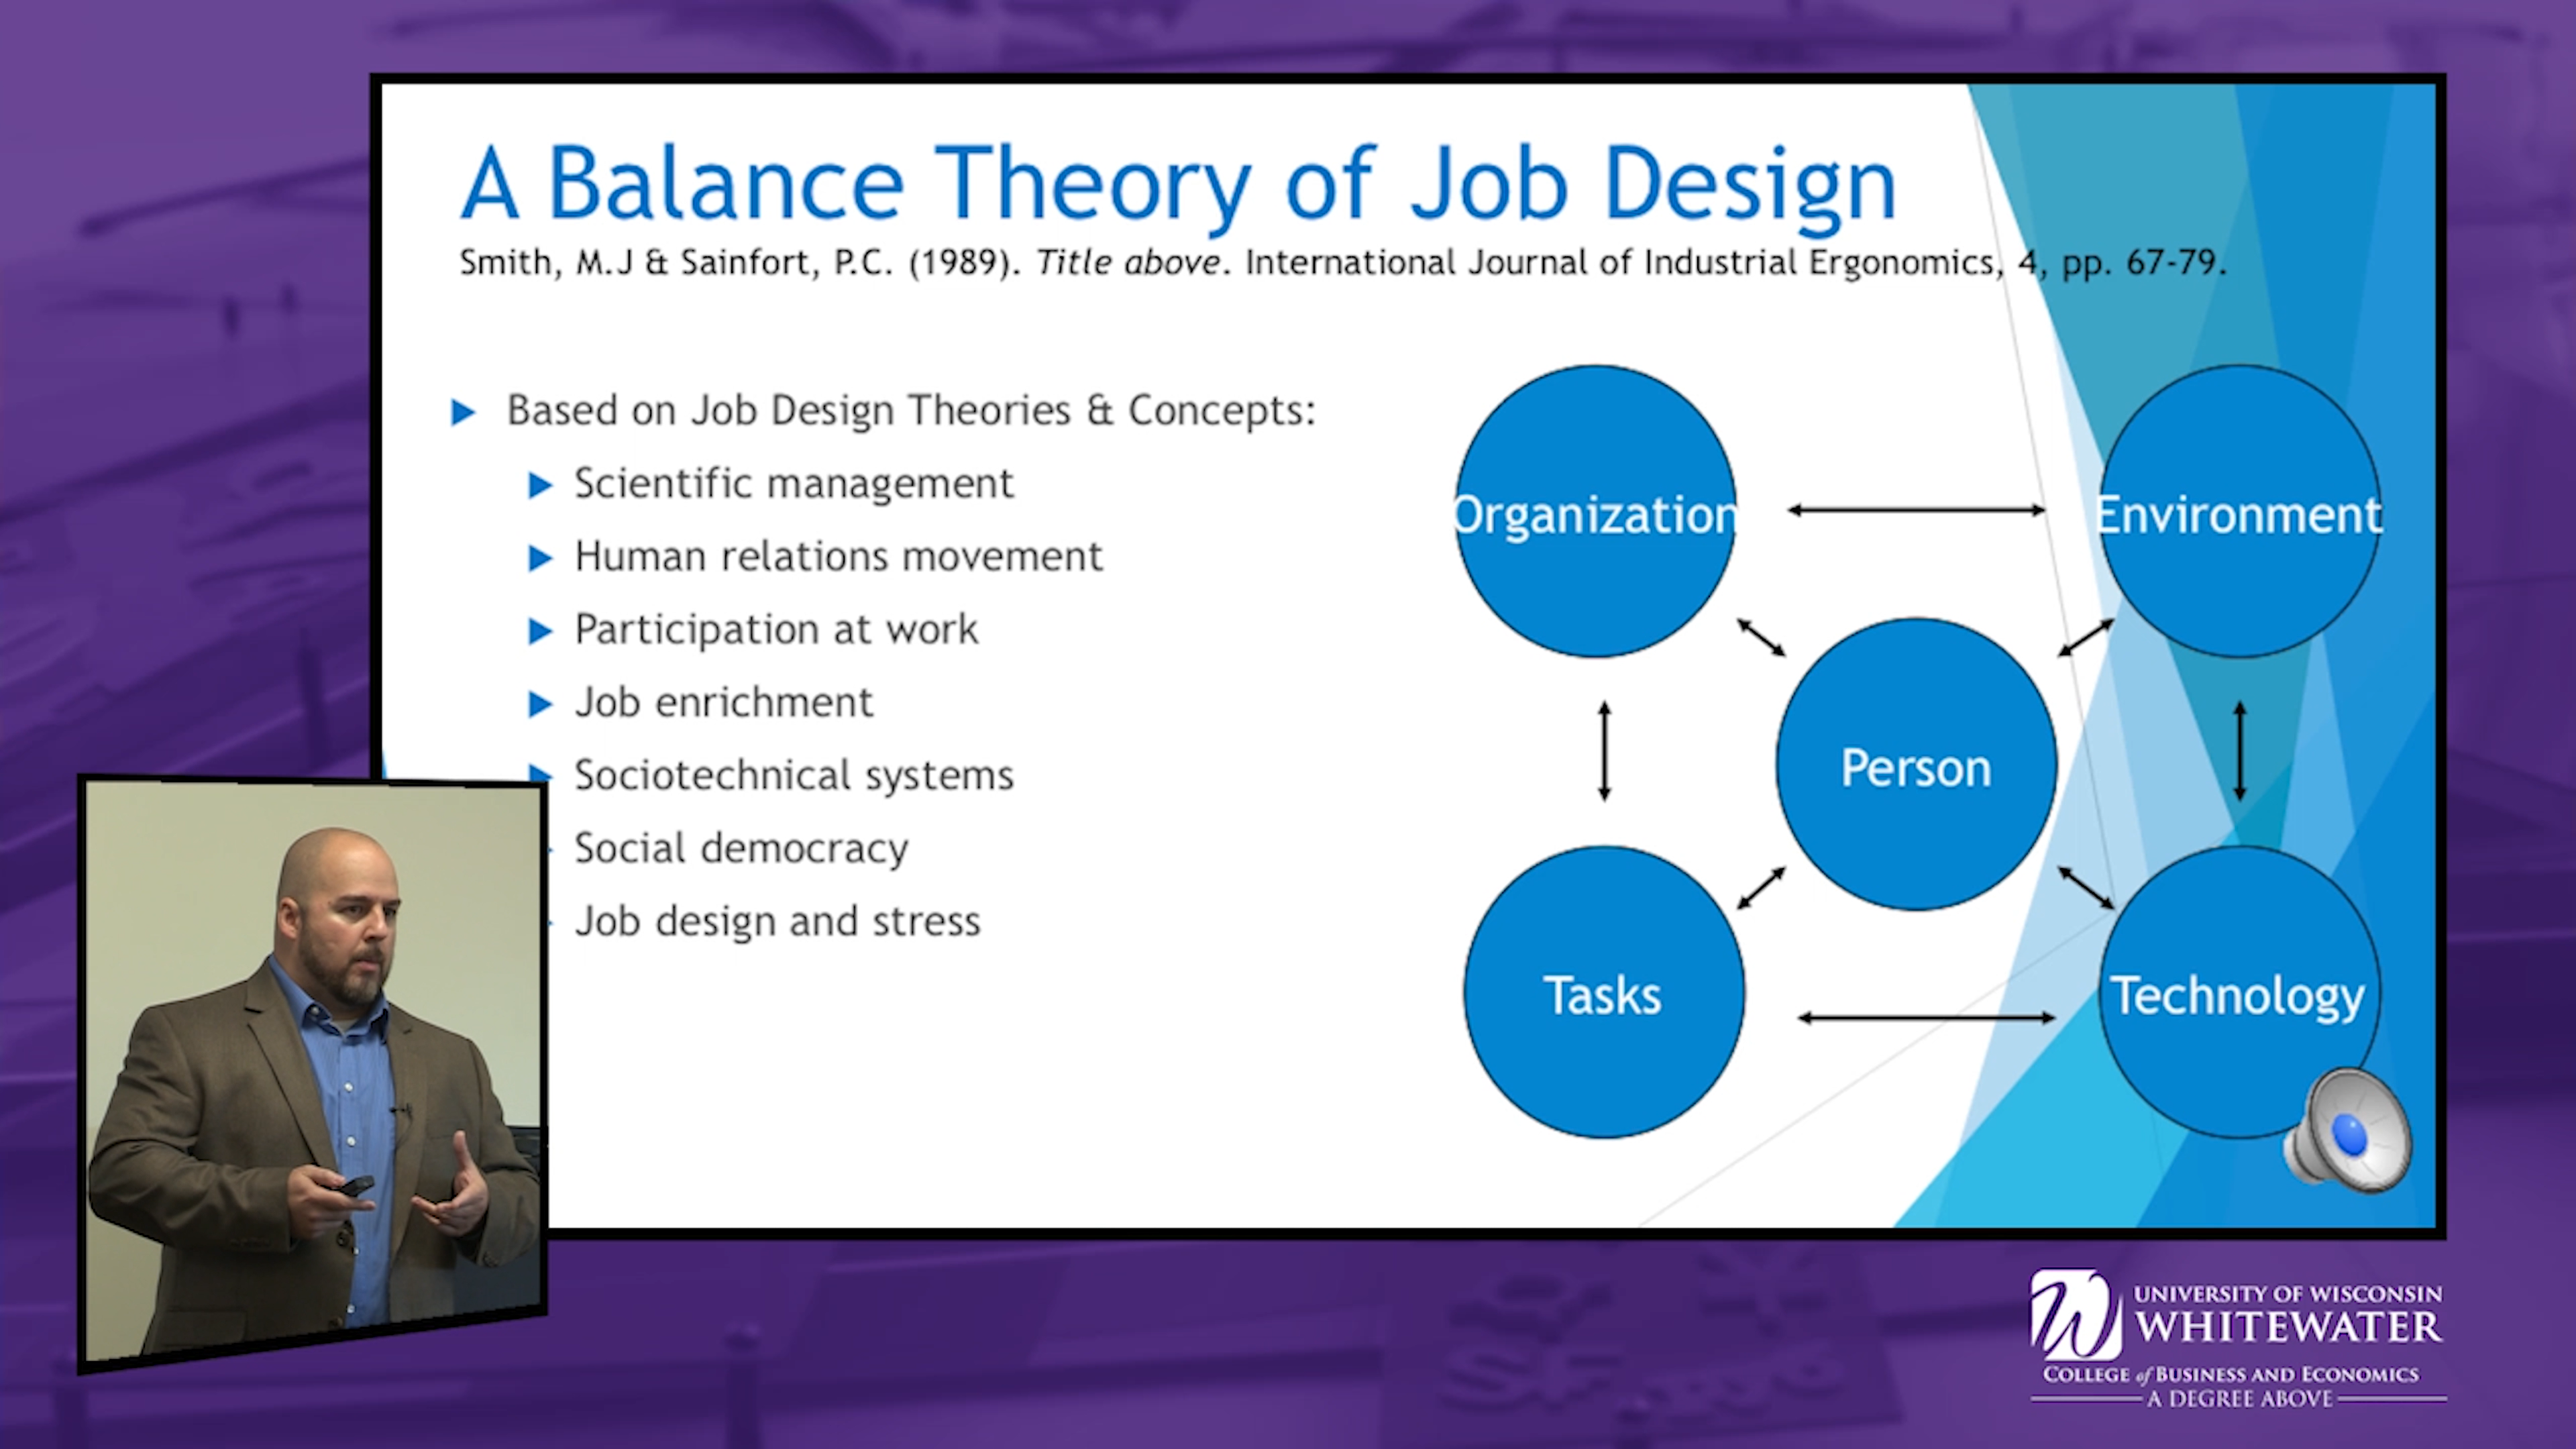 A Balance Theory of Job Design
Smith, M.J & Sainfort, P.C. (1989). Title above. International Journal of Industrial Ergonomics, 4, pp. 67-79.
Based on Job Design Theories & Concepts:
Scientific management
Human relations movement
Participation at work
Job enrichment
Sociotechnical systems
Social democracy
Job design and stress
Organization
Environment
Person
Tasks
Technology
W
UNIVERSITY OF WISCONSIN
WHITEWATER
COLLEGE of BUSINESS AND ECONOMICS
A DEGREE ABOVE